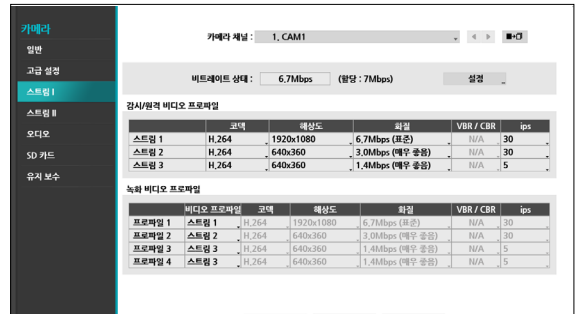 카메라
일반
고급 설정
스트림 I
스트림 II
오디오
SD 카드
유지 보수
카메라 채널 : 1, CAM1
비트레이트 상태 : 6,7Mbps (할당 : 7Mbps) 설정
감시/원격 비디오 프로파일
코덱 해상도 화질 VBR / CBR ips
스트림 1 H,264 1920x1080 6,7Mbps (표준) N/A 30
스트림 2 H,264 640x360 3,0Mbps (매우 좋음) N/A 30
스트림 3 H,264 640x360 1,4Mbps (매우 좋음) N/A 5
녹화 비디오 프로파일
비디오 프로파일 코덱 해상도 화질 VBR / CBR ips
프로파일 1 스트림 1 H,264 1920x1080 6,7Mbps (표준) N/A 30
프로파일 2 스트림 2 H,264 640x360 3,0Mbps (매우 좋음) N/A 30
프로파일 3 스트림 3 H,264 640x360 1,4Mbps (매우 좋음) N/A 5
프로파일 4 스트림 3 H,264 640x360 1,4Mbps (매우 좋음) N/A 5